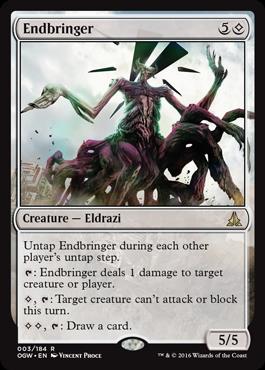 Endbringer 5◇
Creature — Eldrazi
Untap Endbringer during each other
player's untap step.
T: Endbringer deals 1 damage to target
creature or player.
◇, T: Target creature can't attack or block
this turn.
◇◇, T: Draw a card.
003/184 R
OGW • EN Vincent Proce
5/5
™ & © 2016 Wizards of the Coast